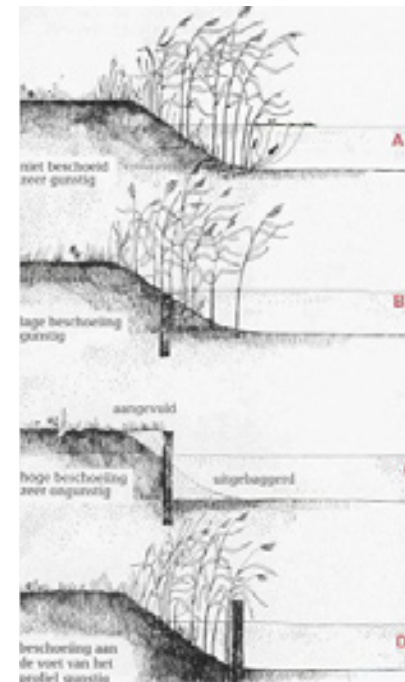 A
niet beschoeid
zeer gunstig
B
lage beschoeiing
gunstig
aangevuld
hoge beschoeiing
zeer ongunstig
uitgebaggerd
D
beschoeiing aan
de voet van het
profiel gunstig